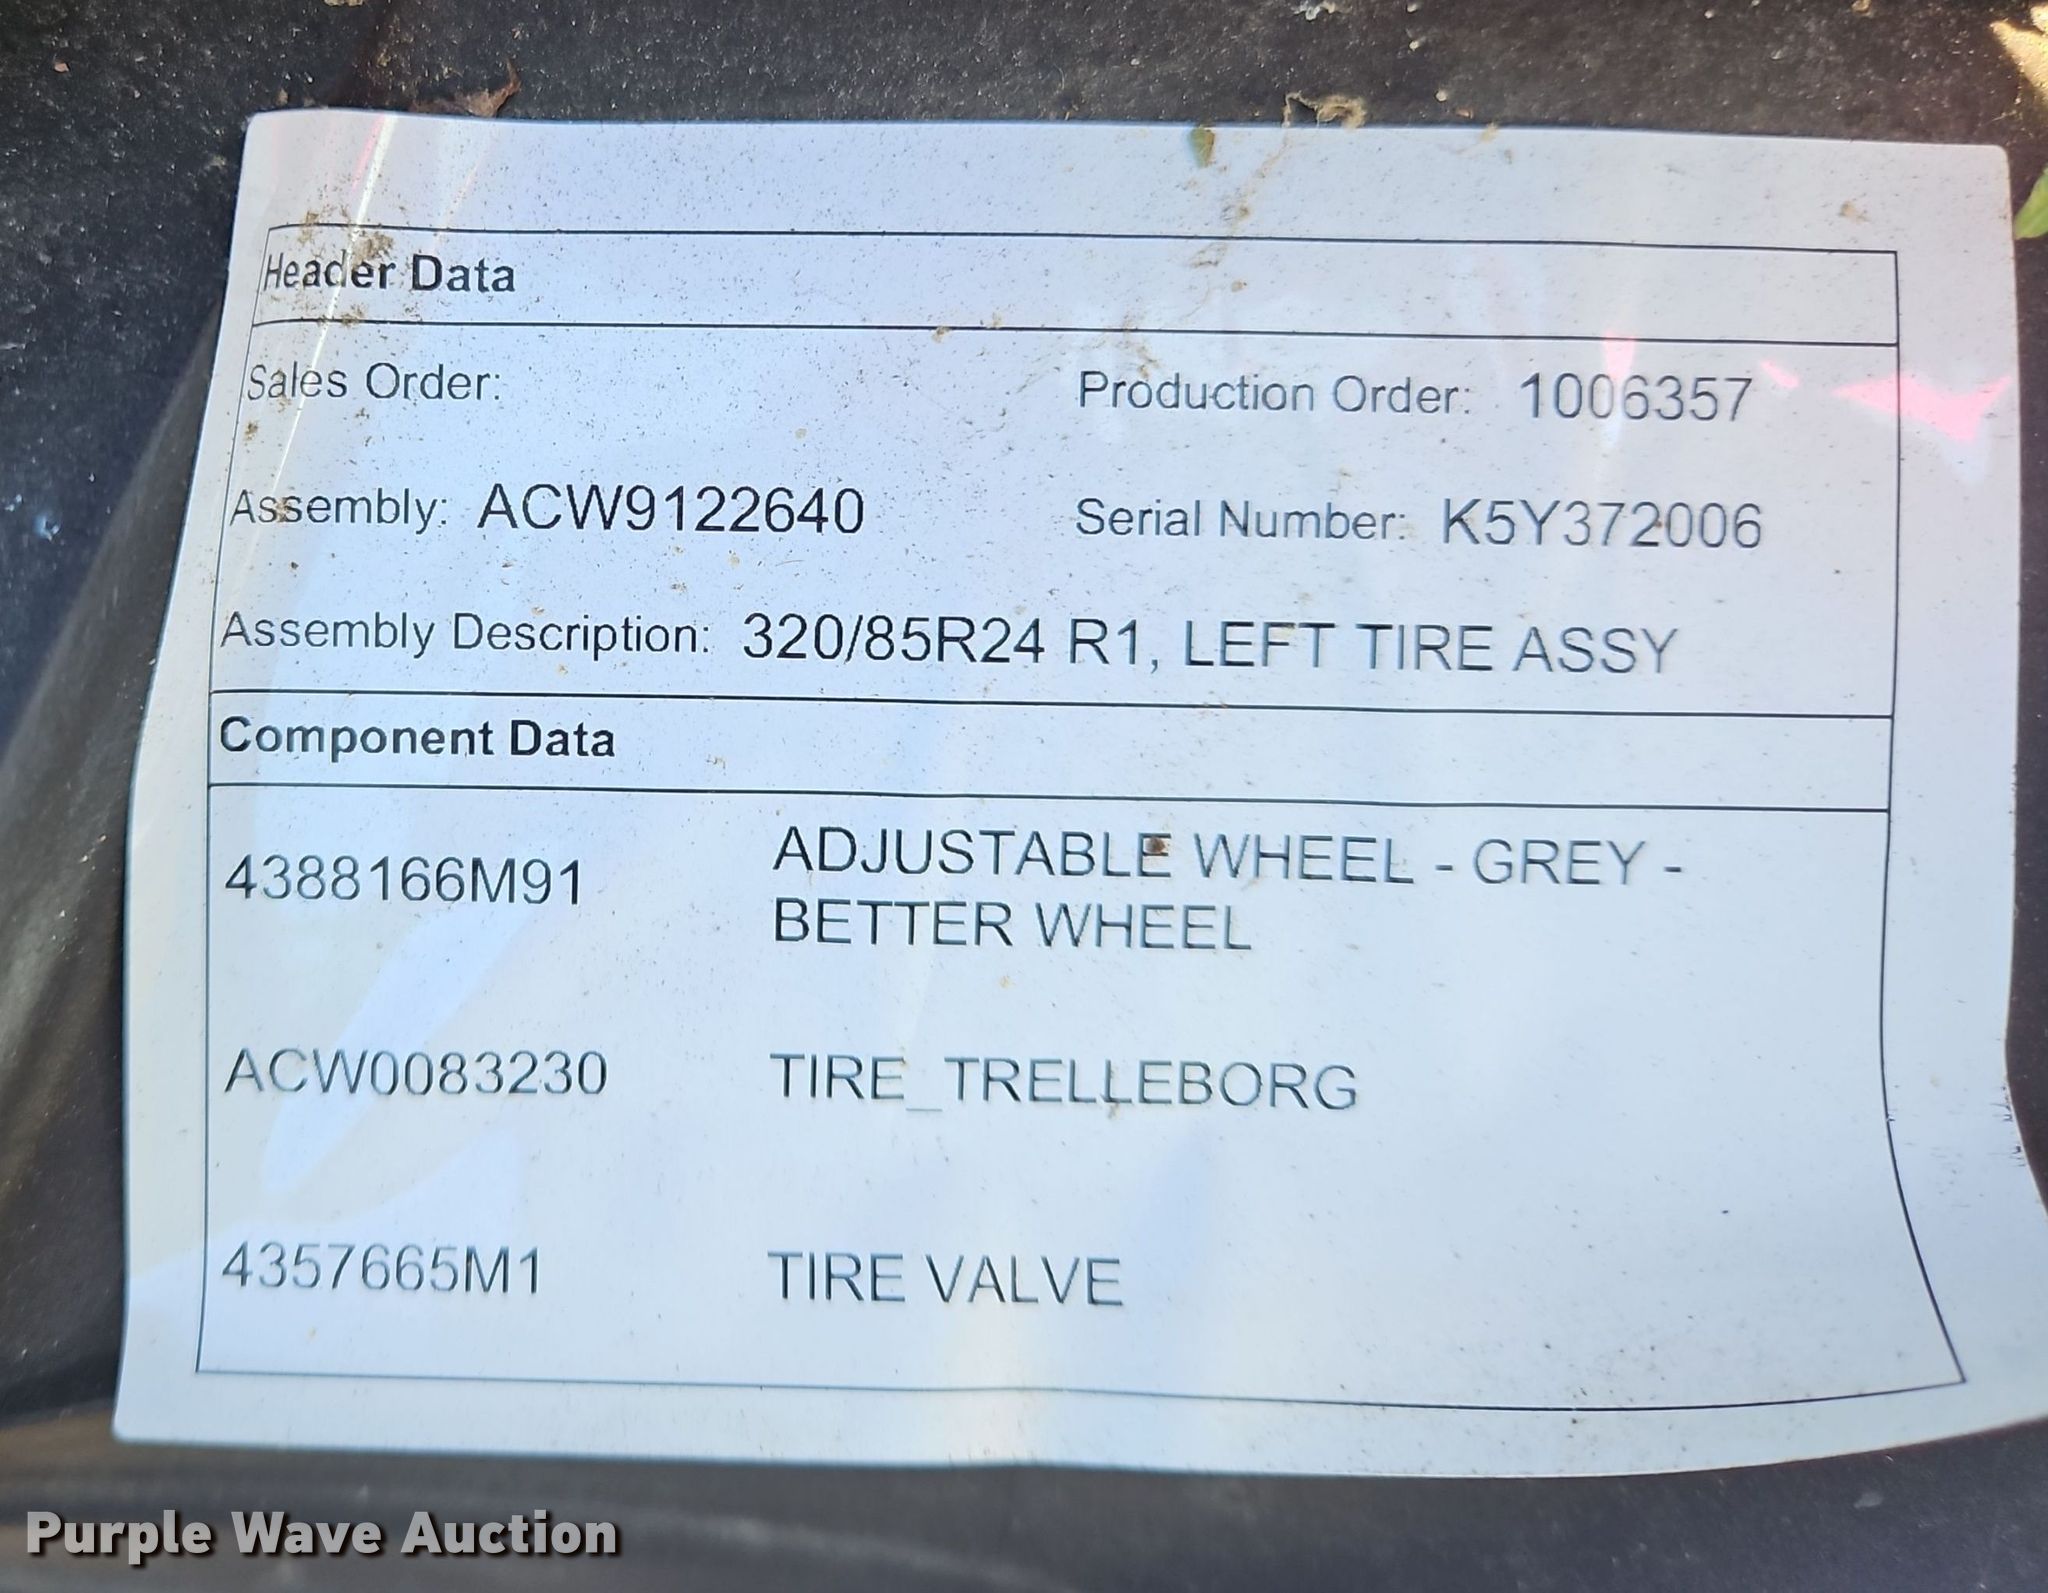 Header Data
Sales Order:
Production Order: 1006357
Assembly: ACW9122640
Serial Number: K5Y372006
Assembly Description: 320/85R24 R1, LEFT TIRE ASSY
Component Data
4388166M91 ADJUSTABLE WHEEL - GREY -
BETTER WHEEL
ACW0083230 TIRE_TRELLEBORG
4357665M1 TIRE VALVE
Purple Wave Auction